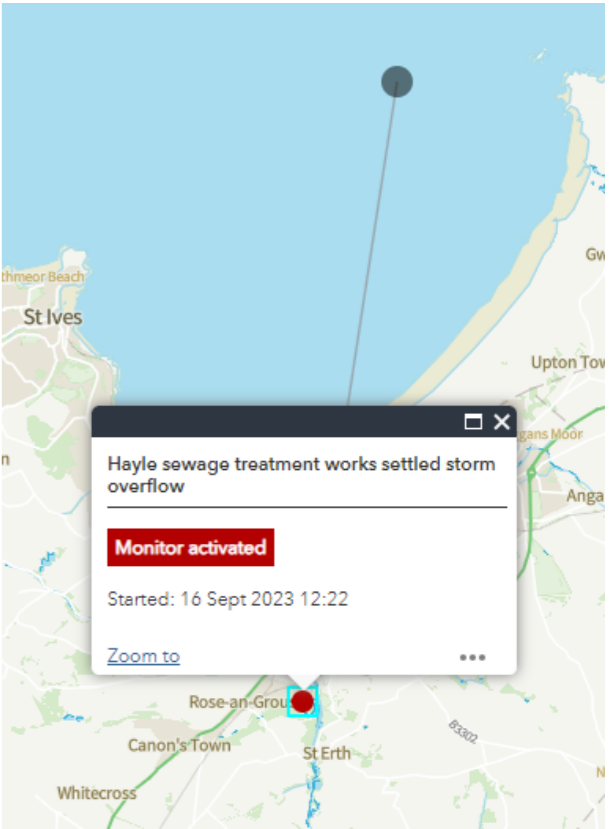 thmeor Beach
St Ives
Gw
Upton Tow
gans Moor
n
Anga
Hayle sewage treatment works settled storm
overflow
Monitor activated
Started: 16 Sept 2023 12:22
Zoom to
Rose-an-Grou
Canon's Town
St Erth
B3302
Whitecross
N